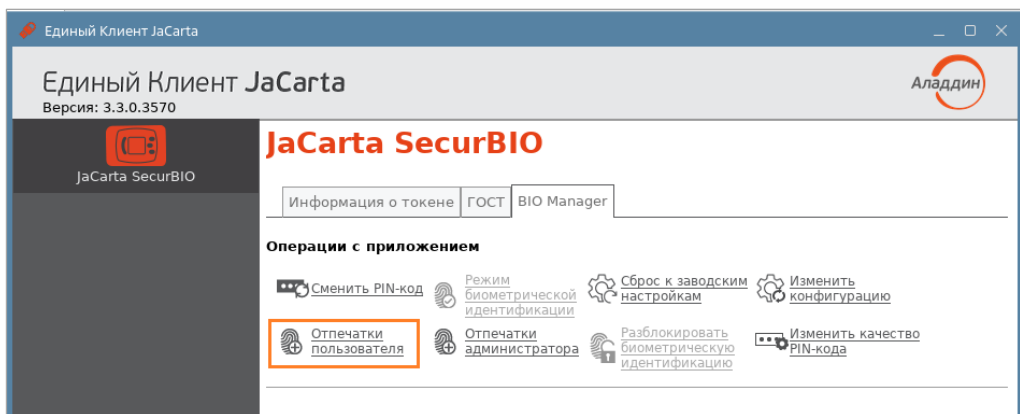 Единый Клиент JaCarta
Единый Клиент JaCarta
Версия: 3.3.0.3570
Аладдин
JaCarta SecurBIO
JaCarta SecurBIO
Информация о токене ГОСТ BIO Manager
Операции с приложением
Сменить PIN-код
Режим
биометрической
идентификации
Сброс к заводским
настройкам
Изменить
конфигурацию
Отпечатки
пользователя
Отпечатки
администратора
Разблокировать
биометрическую
идентификацию
Изменить качество
PIN-кода